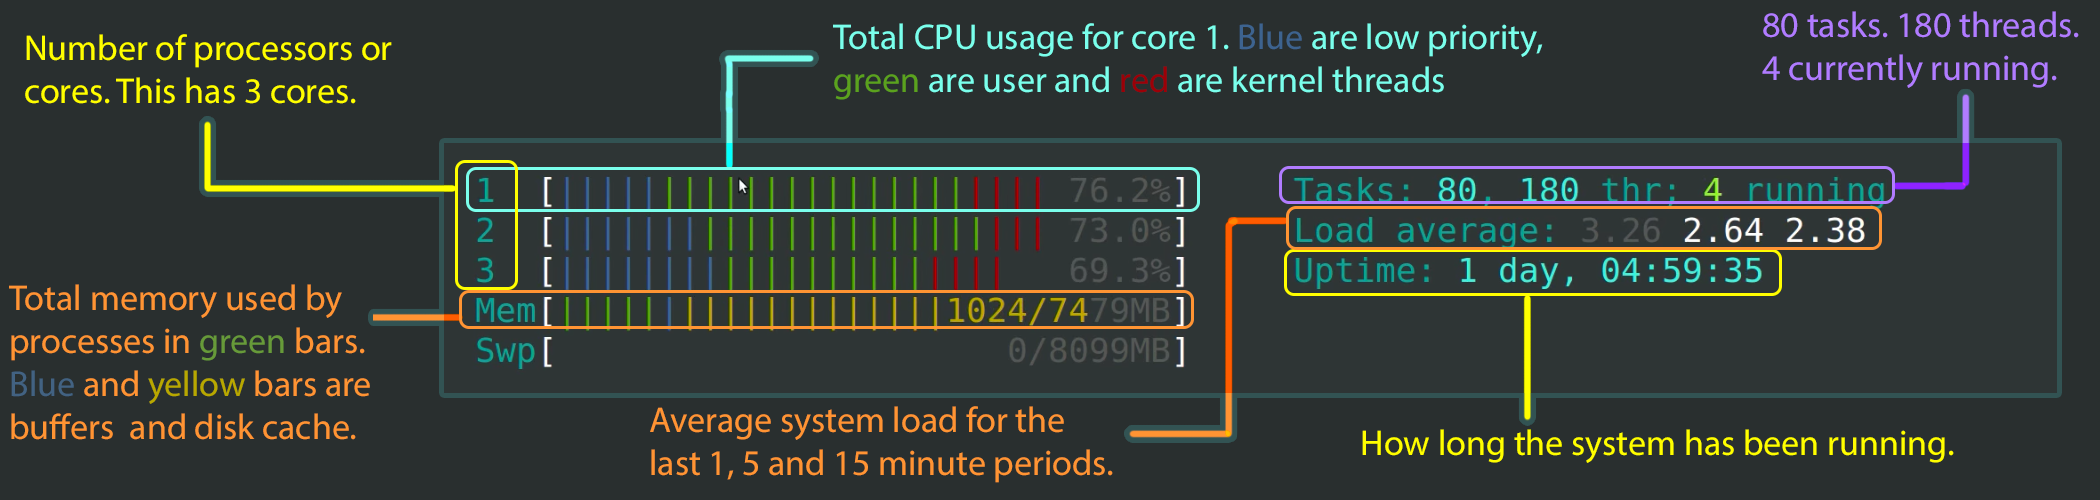 Number of processors or
cores. This has 3 cores.
Total CPU usage for core 1. Blue are low priority,
green are user and red are kernel threads
80 tasks. 180 threads.
4 currently running.
1 [||||||||||||||||||||||||76.2%]
2 [||||||||||||||||||||||||73.0%]
3 [||||||||||||||||||||||69.3%]
Mem[|||||||||||||||||||1024/7479MB]
Swp[ 0/8099MB]
Tasks: 80, 180 thr; 4 running
Load average: 3.26 2.64 2.38
Uptime: 1 day, 04:59:35
Total memory used by
processes in green bars.
Blue and yellow bars are
buffers and disk cache.
Average system load for the
last 1, 5 and 15 minute periods.
How long the system has been running.